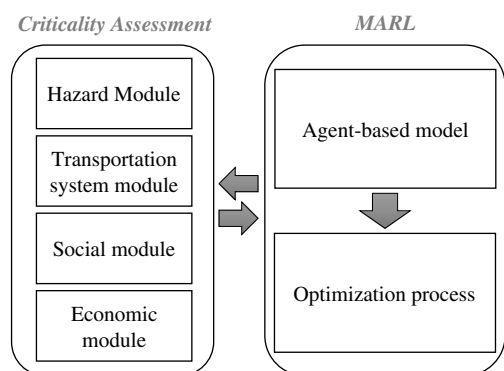 Criticality Assessment
Hazard Module
Transportation
system module
Social module
Economic
module
MARL
Agent-based model
Optimization process